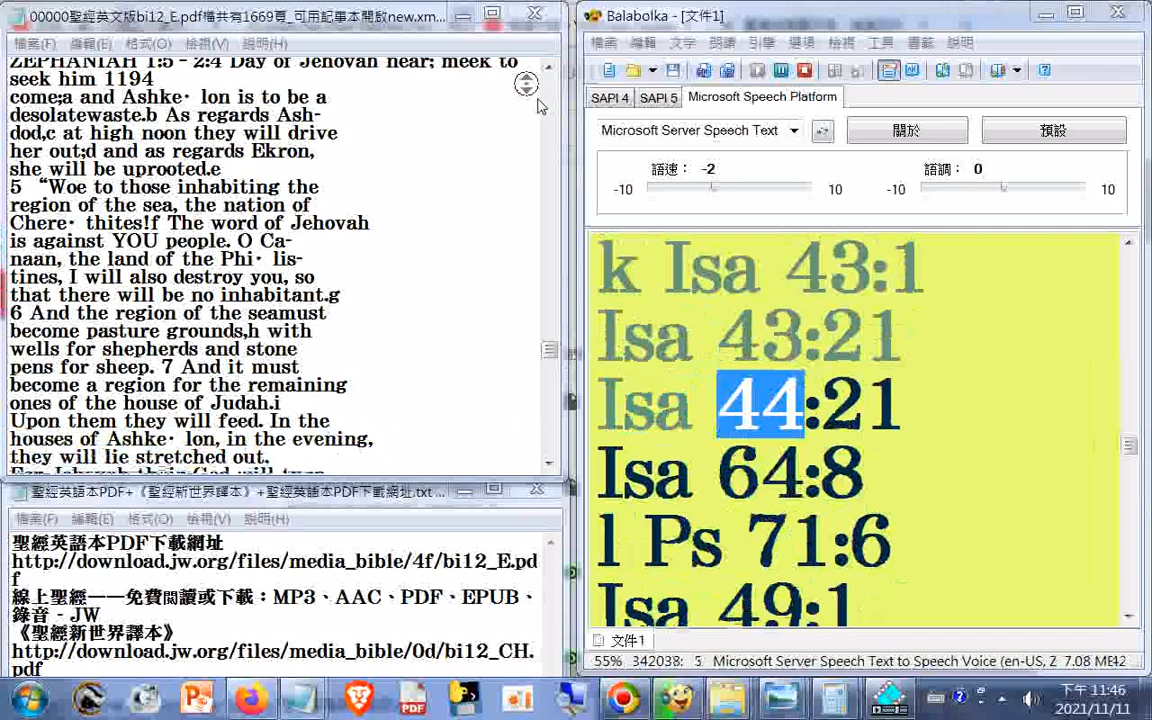 00000聖經英文版bi12_E.pdf檔共有1669頁_可用記事本開啟new.xm...
檔案(F) 編輯(E) 格式(O) 檢視(V) 說明(H)
ZEPHANIAH 1:5 - 2:4 Day of Jehovah near; meek to
seek him 1194
come;a and Ashke· lon is to be a
desolatewaste.b As regards Ash-
dod,c at high noon they will drive
her out;d and as regards Ekron,
she will be uprooted.e
5 “Woe to those inhabiting the
region of the sea, the nation of
Chere· thites!f The word of Jehovah
is against YOU people. O Ca-
naan, the land of the Phi· lis-
tines, I will also destroy you, so
that there will be no inhabitant.g
6 And the region of the seamust
become pasture grounds,h with
wells for shepherds and stone
pens for sheep. 7 And it must
become a region for the remaining
ones of the house of Judah.i
Upon them they will feed. In the
houses of Ashke· lon, in the evening,
they will lie stretched out.
For Jehovah their God will turn
聖經英語本PDF+《聖經新世界譯本》+聖經英語本PDF下載網址.txt ...
檔案(F) 編輯(E) 格式(O) 檢視(V) 說明(H)
聖經英語本PDF下載網址
http://download.jw.org/files/media_bible/4f/bi12_E.pd
f
線上聖經——免費閱讀或下載：MP3、AAC、PDF、EPUB、
錄音 - JW
《聖經新世界譯本》
http://download.jw.org/files/media_bible/0d/bi12_CH.
pdf
Balabolka - [文件1]
檔案 編輯 文字 朗讀 引擎 選項 檢視 工具 書籤 說明
SAPI 4 SAPI 5 Microsoft Speech Platform
Microsoft Server Speech Text 關於 預設
語速： -2 語調： 0
-10 10 -10 10
k Isa 43:1
Isa 43:21
Isa 44:21
Isa 64:8
l Ps 71:6
Isa 49:1
文件1
55% 342038: 5 Microsoft Server Speech Text to Speech Voice (en-US, Z 7.08 ME42
下午 11:46
2021/11/11